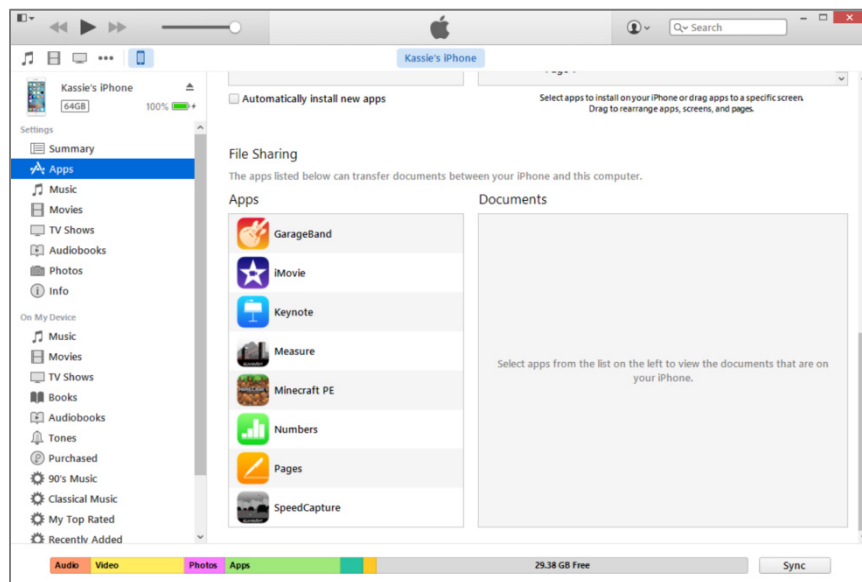 Search
Kassie's iPhone
Kassie's iPhone
64GB 100%
Settings
Summary
Apps
Music
Movies
TV Shows
Audiobooks
Photos
Info
On My Device
Music
Movies
TV Shows
Books
Audiobooks
Tones
Purchased
90's Music
Classical Music
My Top Rated
Recently Added
Automatically install new apps
Select apps to install on your iPhone or drag apps to a specific screen.
Drag to rearrange apps, screens, and pages.
File Sharing
The apps listed below can transfer documents between your iPhone and this computer.
Apps
GarageBand
iMovie
Keynote
Measure
Minecraft PE
Numbers
Pages
SpeedCapture
Documents
Select apps from the list on the left to view the documents that are on
your iPhone.
Audio Video Photos Apps 29.38 GB Free Sync